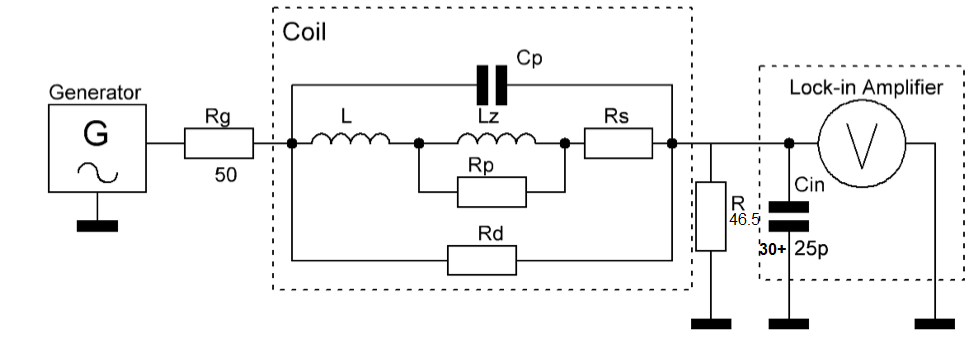 Coil
Cp
Generator
Lock-in Amplifier
G
Rg
L
Lz
Rs
V
50
Rp
Cin
R
46.5
Rd
30+ 25p